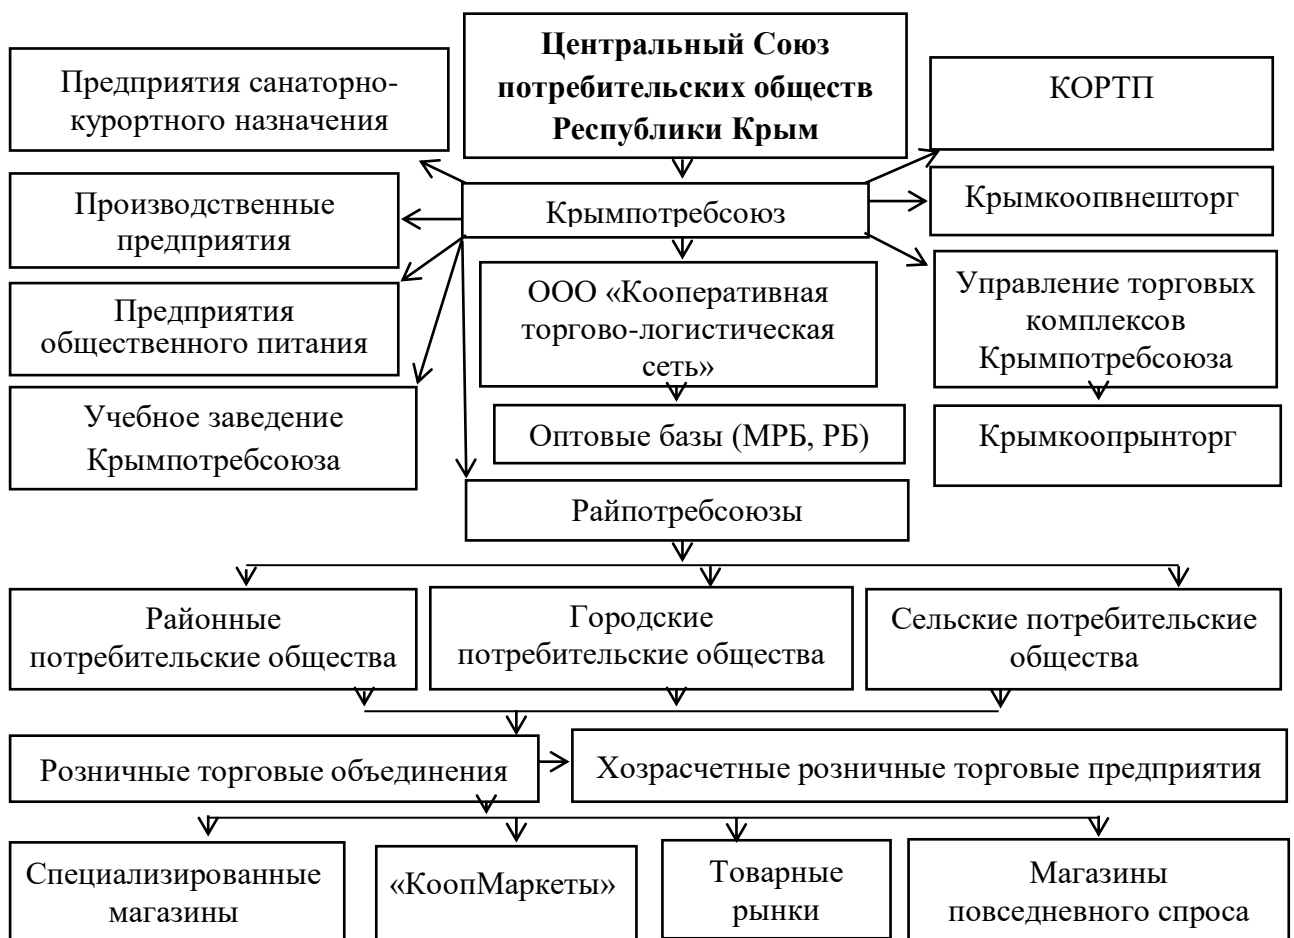 Центральный Союз
потребительских обществ
Республики Крым
Предприятия санаторно-
курортного назначения
КОРТП
Производственные
предприятия
Крымпотребсоюз
Крымкоопвнешторг
Предприятия
общественного питания
ООО «Кооперативная
торгово-логистическая
сеть»
Управление торговых
комплексов
Крымпотребсоюза
Учебное заведение
Крымпотребсоюза
Оптовые базы (МРБ, РБ)
Крымкоопрынторг
Райпотребсоюзы
Районные
потребительские общества
Городские
потребительские общества
Сельские потребительские
общества
Розничные торговые объединения
Хозрасчетные розничные торговые предприятия
Специализированные
магазины
«КоопМаркеты»
Товарные
рынки
Магазины
повседневного спроса